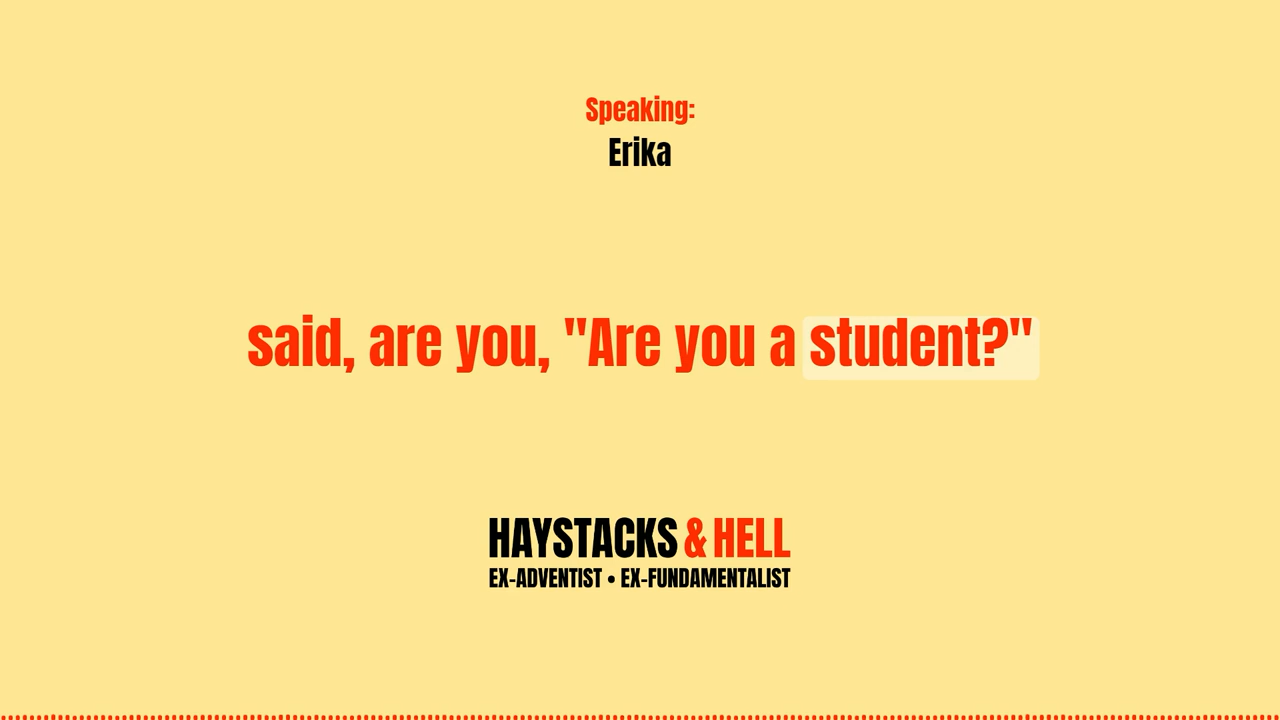 Speaking:
Erika
said, are you, "Are you a student?"
HAYSTACKS & HELL
EX-ADVENTIST • EX-FUNDAMENTALIST